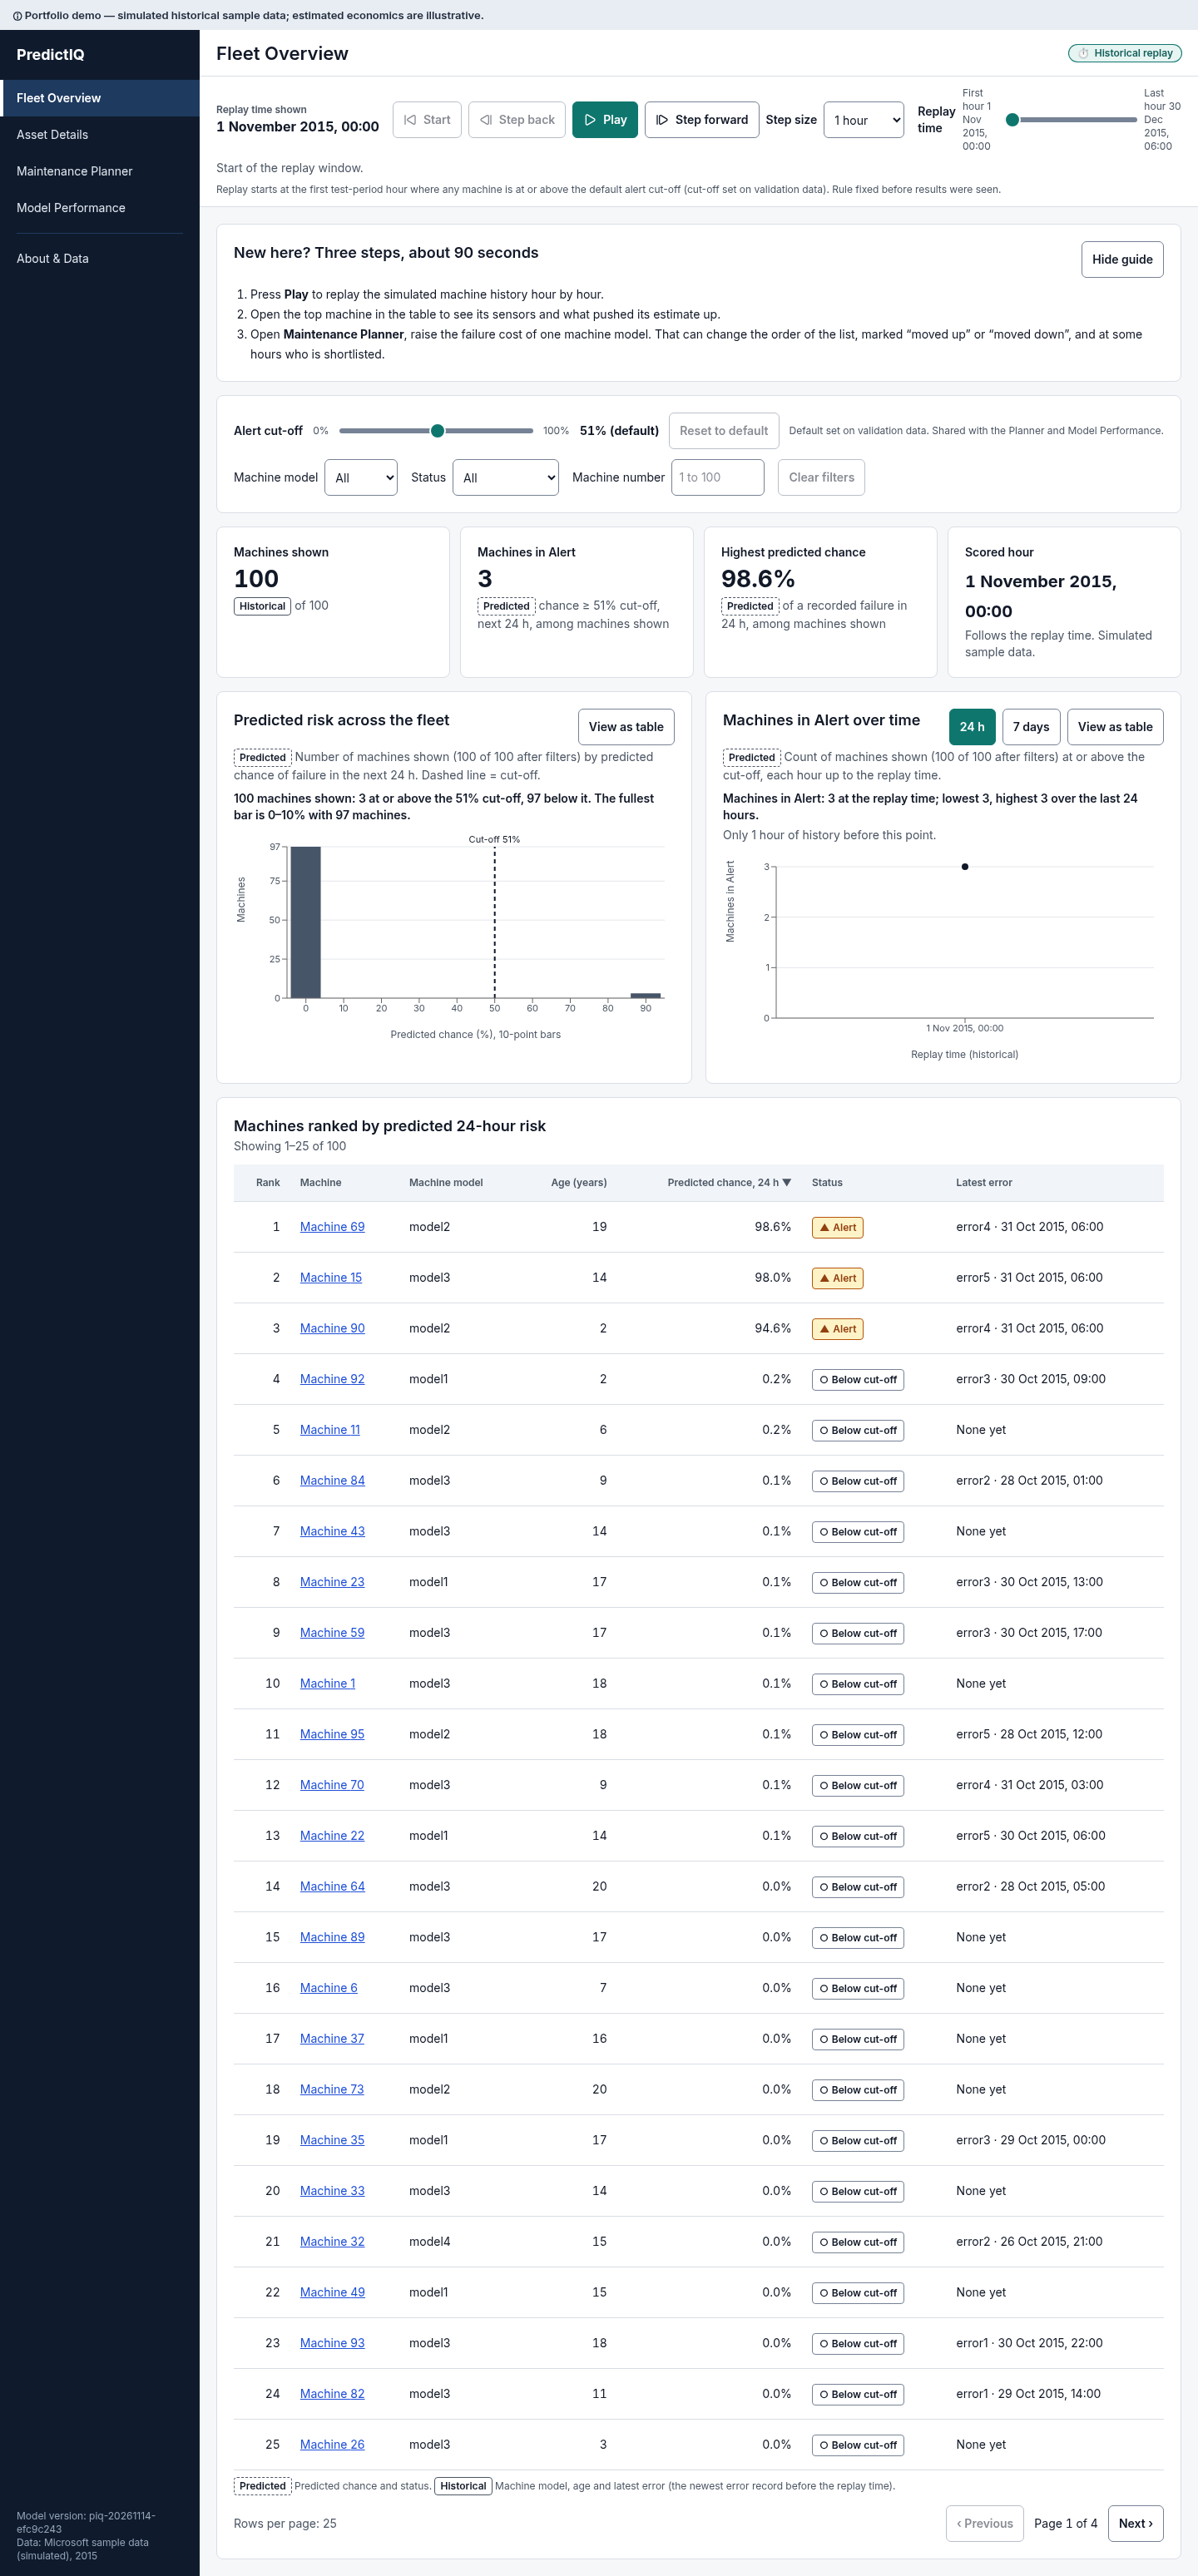 Portfolio demo — simulated historical sample data; estimated economics are illustrative.
PredictIQ
Fleet Overview
Asset Details
Maintenance Planner
Model Performance
About & Data
Model version: piq-20261114-
efc9c243
Data: Microsoft sample data
(simulated), 2015
Fleet Overview
Historical replay
Replay time shown
1 November 2015, 00:00
Start
Step back
Play
Step forward
Step size
1 hour
Replay
time
First
hour 1
Nov
2015,
00:00
Last
hour 30
Dec
2015,
06:00
Start of the replay window.
Replay starts at the first test-period hour where any machine is at or above the default alert cut-off (cut-off set on validation data). Rule fixed before results were seen.
New here? Three steps, about 90 seconds
Hide guide
1. Press Play to replay the simulated machine history hour by hour.
2. Open the top machine in the table to see its sensors and what pushed its estimate up.
3. Open Maintenance Planner, raise the failure cost of one machine model. That can change the order of the list, marked “moved up” or “moved down”, and at some
hours who is shortlisted.
Alert cut-off 0% 100% 51% (default) Reset to default Default set on validation data. Shared with the Planner and Model Performance.
Machine model All Status All Machine number 1 to 100 Clear filters
Machines shown
100
Historical of 100
Machines in Alert
3
Predicted chance ≥ 51% cut-off,
next 24 h, among machines shown
Highest predicted chance
98.6%
Predicted of a recorded failure in
24 h, among machines shown
Scored hour
1 November 2015,
00:00
Follows the replay time. Simulated
sample data.
Predicted risk across the fleet
View as table
Predicted Number of machines shown (100 of 100 after filters) by predicted
chance of failure in the next 24 h. Dashed line = cut-off.
100 machines shown: 3 at or above the 51% cut-off, 97 below it. The fullest
bar is 0–10% with 97 machines.
Cut-off 51%
Machines
97
75
50
25
0
0 10 20 30 40 50 60 70 80 90
Predicted chance (%), 10-point bars
Machines in Alert over time
24 h
7 days
View as table
Predicted Count of machines shown (100 of 100 after filters) at or above the
cut-off, each hour up to the replay time.
Machines in Alert: 3 at the replay time; lowest 3, highest 3 over the last 24
hours.
Only 1 hour of history before this point.
Machines in Alert
3
2
1
0
1 Nov 2015, 00:00
Replay time (historical)
Machines ranked by predicted 24-hour risk
Showing 1–25 of 100
Rank Machine Machine model Age (years) Predicted chance, 24 h ▼ Status Latest error
1 Machine 69 model2 19 98.6% Alert error4 · 31 Oct 2015, 06:00
2 Machine 15 model3 14 98.0% Alert error5 · 31 Oct 2015, 06:00
3 Machine 90 model2 2 94.6% Alert error4 · 31 Oct 2015, 06:00
4 Machine 92 model1 2 0.2% Below cut-off error3 · 30 Oct 2015, 09:00
5 Machine 11 model2 6 0.2% Below cut-off None yet
6 Machine 84 model3 9 0.1% Below cut-off error2 · 28 Oct 2015, 01:00
7 Machine 43 model3 14 0.1% Below cut-off None yet
8 Machine 23 model1 17 0.1% Below cut-off error3 · 30 Oct 2015, 13:00
9 Machine 59 model3 17 0.1% Below cut-off error3 · 30 Oct 2015, 17:00
10 Machine 1 model3 18 0.1% Below cut-off None yet
11 Machine 95 model2 18 0.1% Below cut-off error5 · 28 Oct 2015, 12:00
12 Machine 70 model3 9 0.1% Below cut-off error4 · 31 Oct 2015, 03:00
13 Machine 22 model1 14 0.1% Below cut-off error5 · 30 Oct 2015, 06:00
14 Machine 64 model3 20 0.0% Below cut-off error2 · 28 Oct 2015, 05:00
15 Machine 89 model3 17 0.0% Below cut-off None yet
16 Machine 6 model3 7 0.0% Below cut-off None yet
17 Machine 37 model1 16 0.0% Below cut-off None yet
18 Machine 73 model2 20 0.0% Below cut-off None yet
19 Machine 35 model1 17 0.0% Below cut-off error3 · 29 Oct 2015, 00:00
20 Machine 33 model3 14 0.0% Below cut-off None yet
21 Machine 32 model4 15 0.0% Below cut-off error2 · 26 Oct 2015, 21:00
22 Machine 49 model1 15 0.0% Below cut-off None yet
23 Machine 93 model3 18 0.0% Below cut-off error1 · 30 Oct 2015, 22:00
24 Machine 82 model3 11 0.0% Below cut-off error1 · 29 Oct 2015, 14:00
25 Machine 26 model3 3 0.0% Below cut-off None yet
Predicted Predicted chance and status. Historical Machine model, age and latest error (the newest error record before the replay time).
Rows per page: 25
‹ Previous Page 1 of 4 Next ›